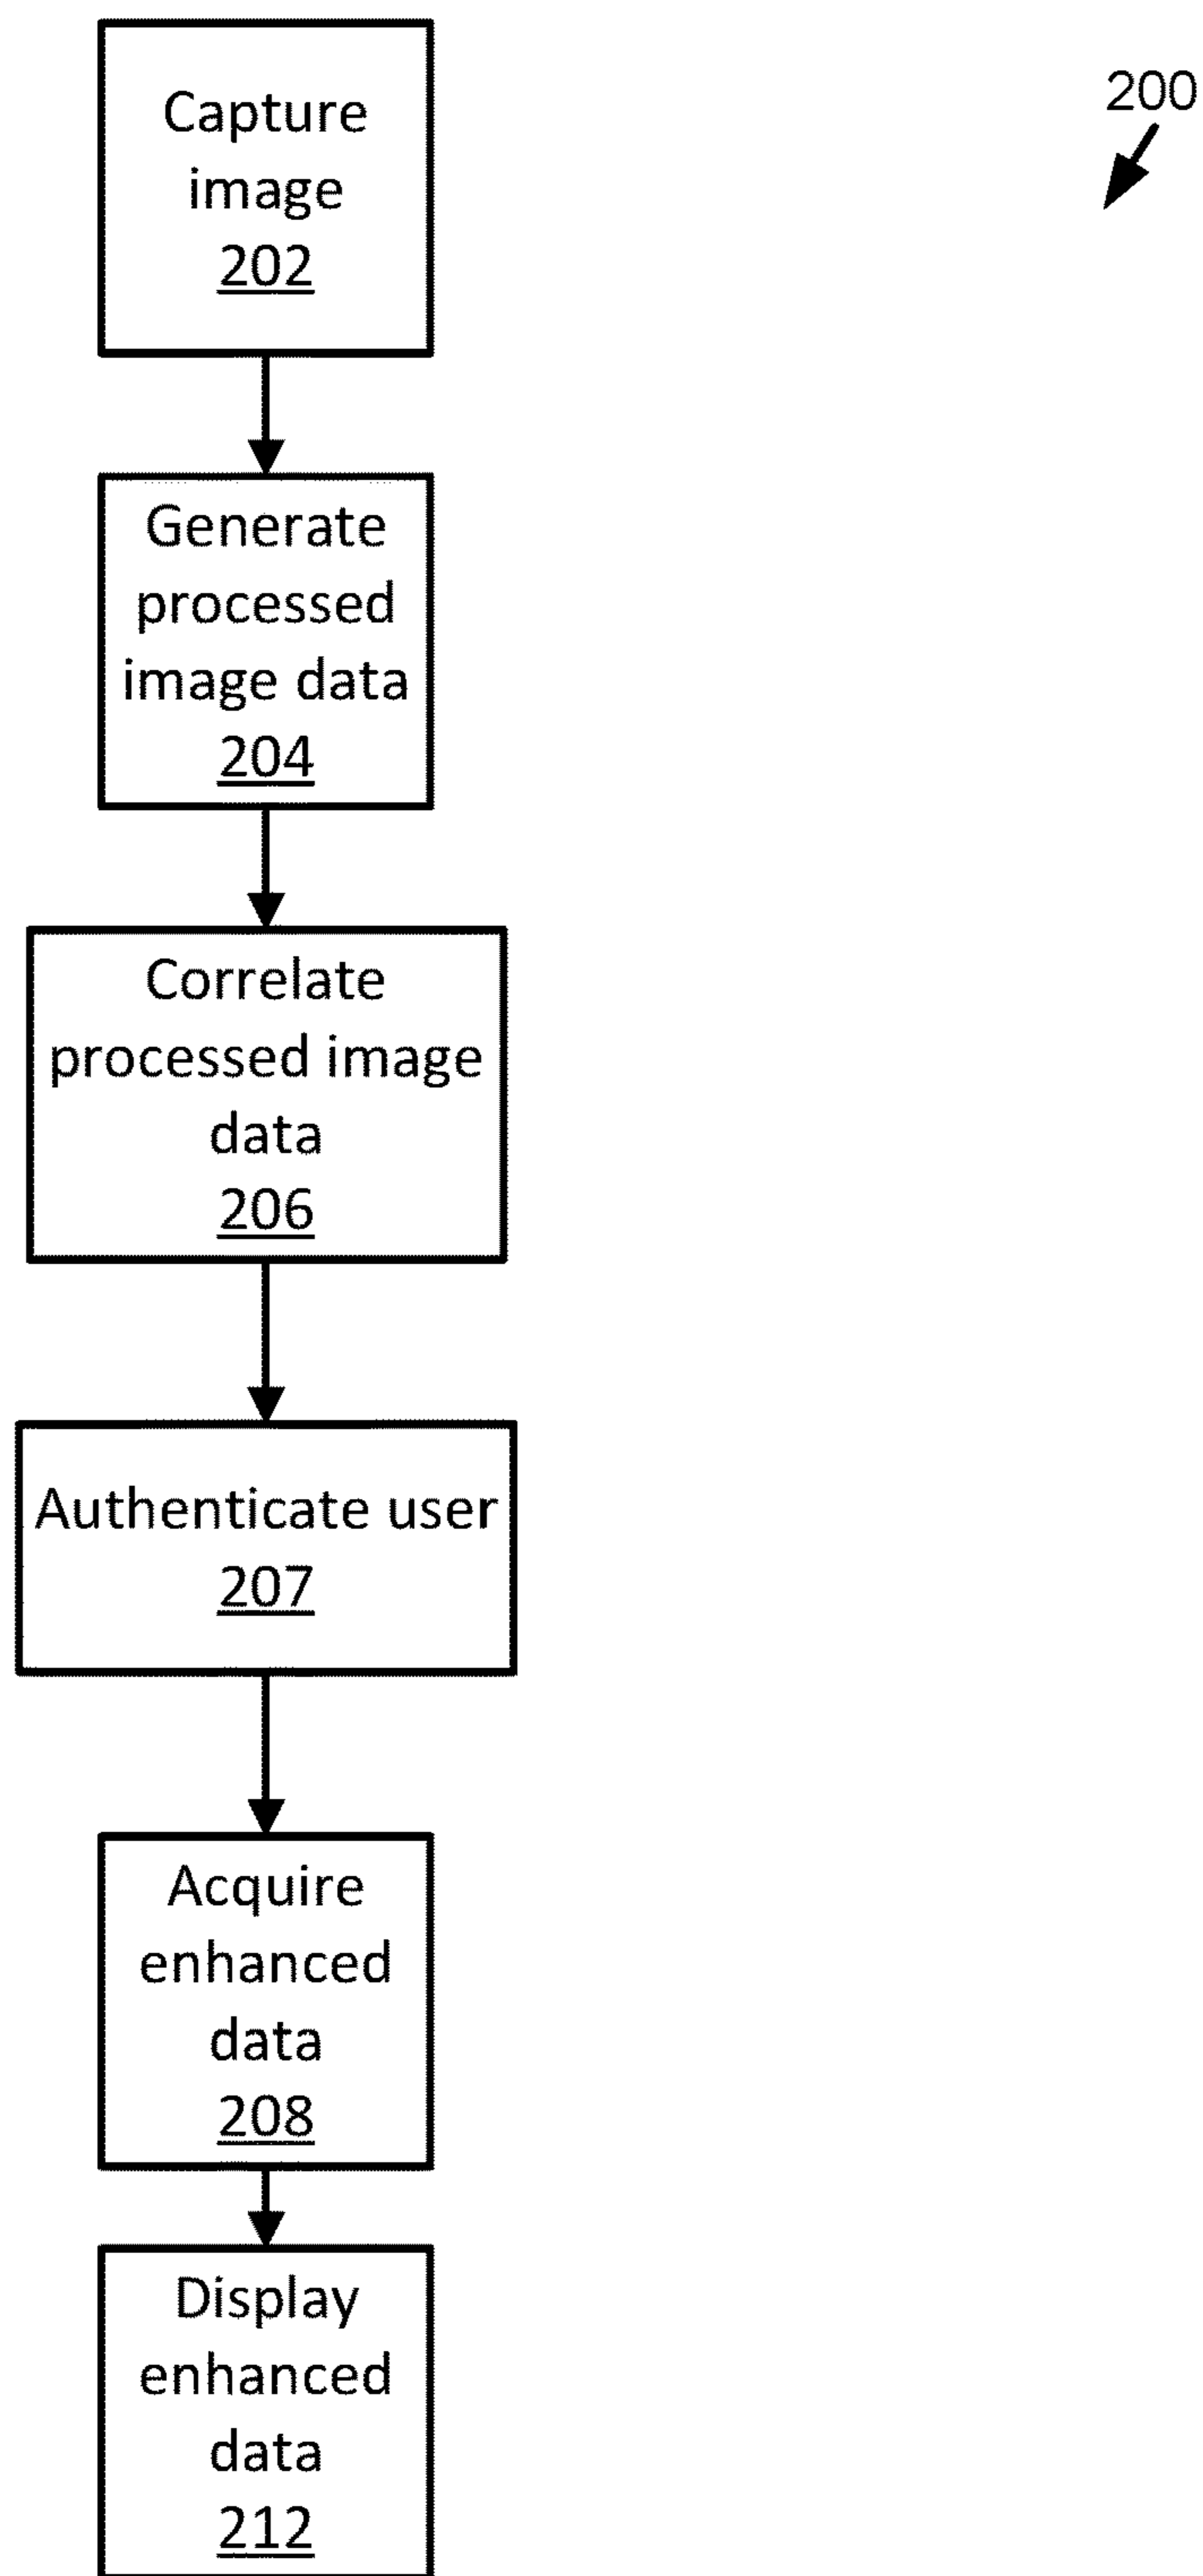 200
Capture
image
202
Generate
processed
image data
204
Correlate
processed image
data
206
Authenticate user
207
Acquire
enhanced
data
208
Display
enhanced
data
212